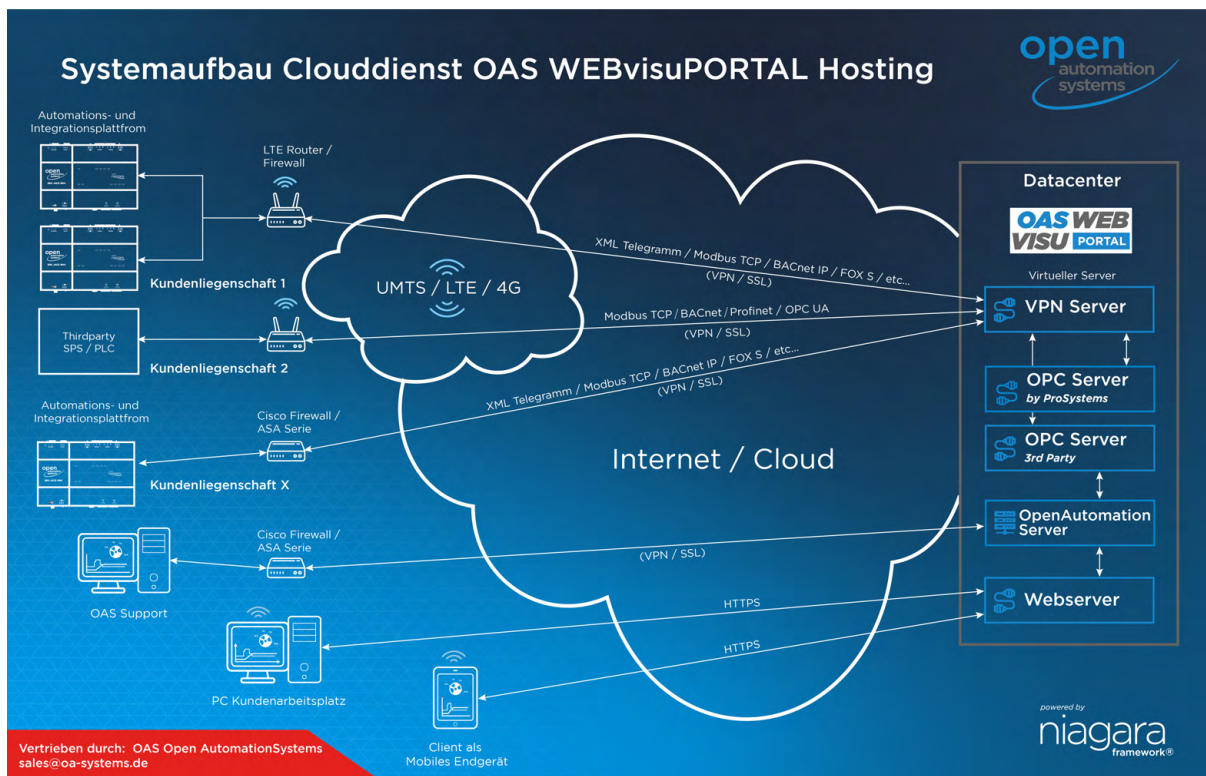 Systemaufbau Clouddienst OAS WEBvisuPORTAL Hosting
open
automation
systems
Automations- und
Integrationsplattfrom
open
open
Kundenliegenschaft 1
LTE Router /
Firewall
Thirdparty
SPS / PLC
Kundenliegenschaft 2
Automations- und
Integrationsplattfrom
open
Kundenliegenschaft X
Cisco Firewall /
ASA Serie
OAS Support
Cisco Firewall /
ASA Serie
PC Kundenarbeitsplatz
Client als
Mobiles Endgerät
UMTS / LTE / 4G
XML Telegramm / Modbus TCP / BACnet IP / FOX S / etc...
(VPN / SSL)
Modbus TCP / BACnet / Profinet / OPC UA
(VPN / SSL)
XML Telegramm / Modbus TCP / BACnet IP / FOX S / etc...
(VPN / SSL)
Internet / Cloud
(VPN / SSL)
HTTPS
HTTPS
Datacenter
OAS WEB
VISU PORTAL
Virtueller Server
VPN Server
OPC Server
by ProSystems
OPC Server
3rd Party
OpenAutomation
Server
Webserver
powered by
niagara
framework®
Vertrieben durch: OAS Open AutomationSystems
sales@oa-systems.de